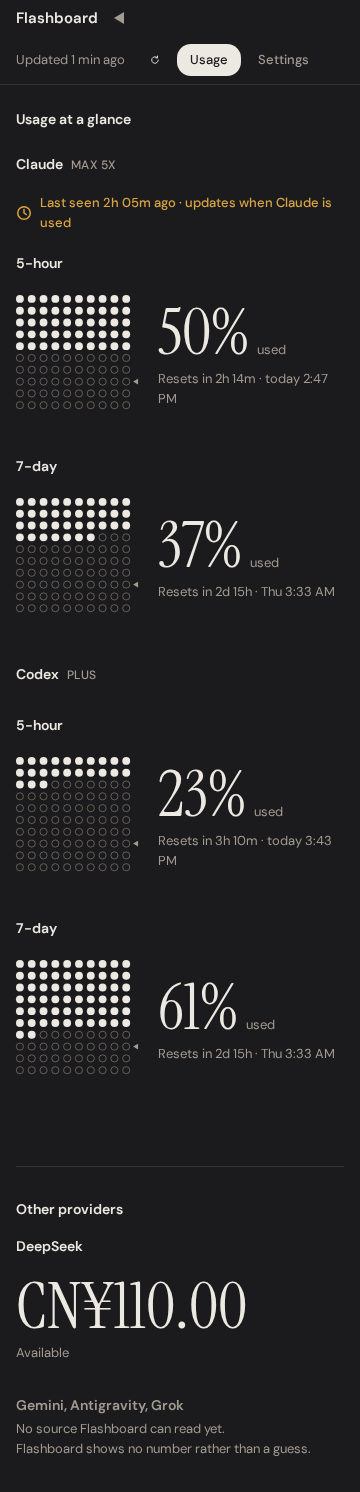 Flashboard
Updated 1 min ago
Usage
Settings
Usage at a glance
Claude MAX 5X
Last seen 2h 05m ago · updates when Claude is
used
5-hour
50% used
Resets in 2h 14m · today 2:47
PM
7-day
37% used
Resets in 2d 15h · Thu 3:33 AM
Codex PLUS
5-hour
23% used
Resets in 3h 10m · today 3:43
PM
7-day
61% used
Resets in 2d 15h · Thu 3:33 AM
Other providers
DeepSeek
CN¥110.00
Available
Gemini, Antigravity, Grok
No source Flashboard can read yet.
Flashboard shows no number rather than a guess.